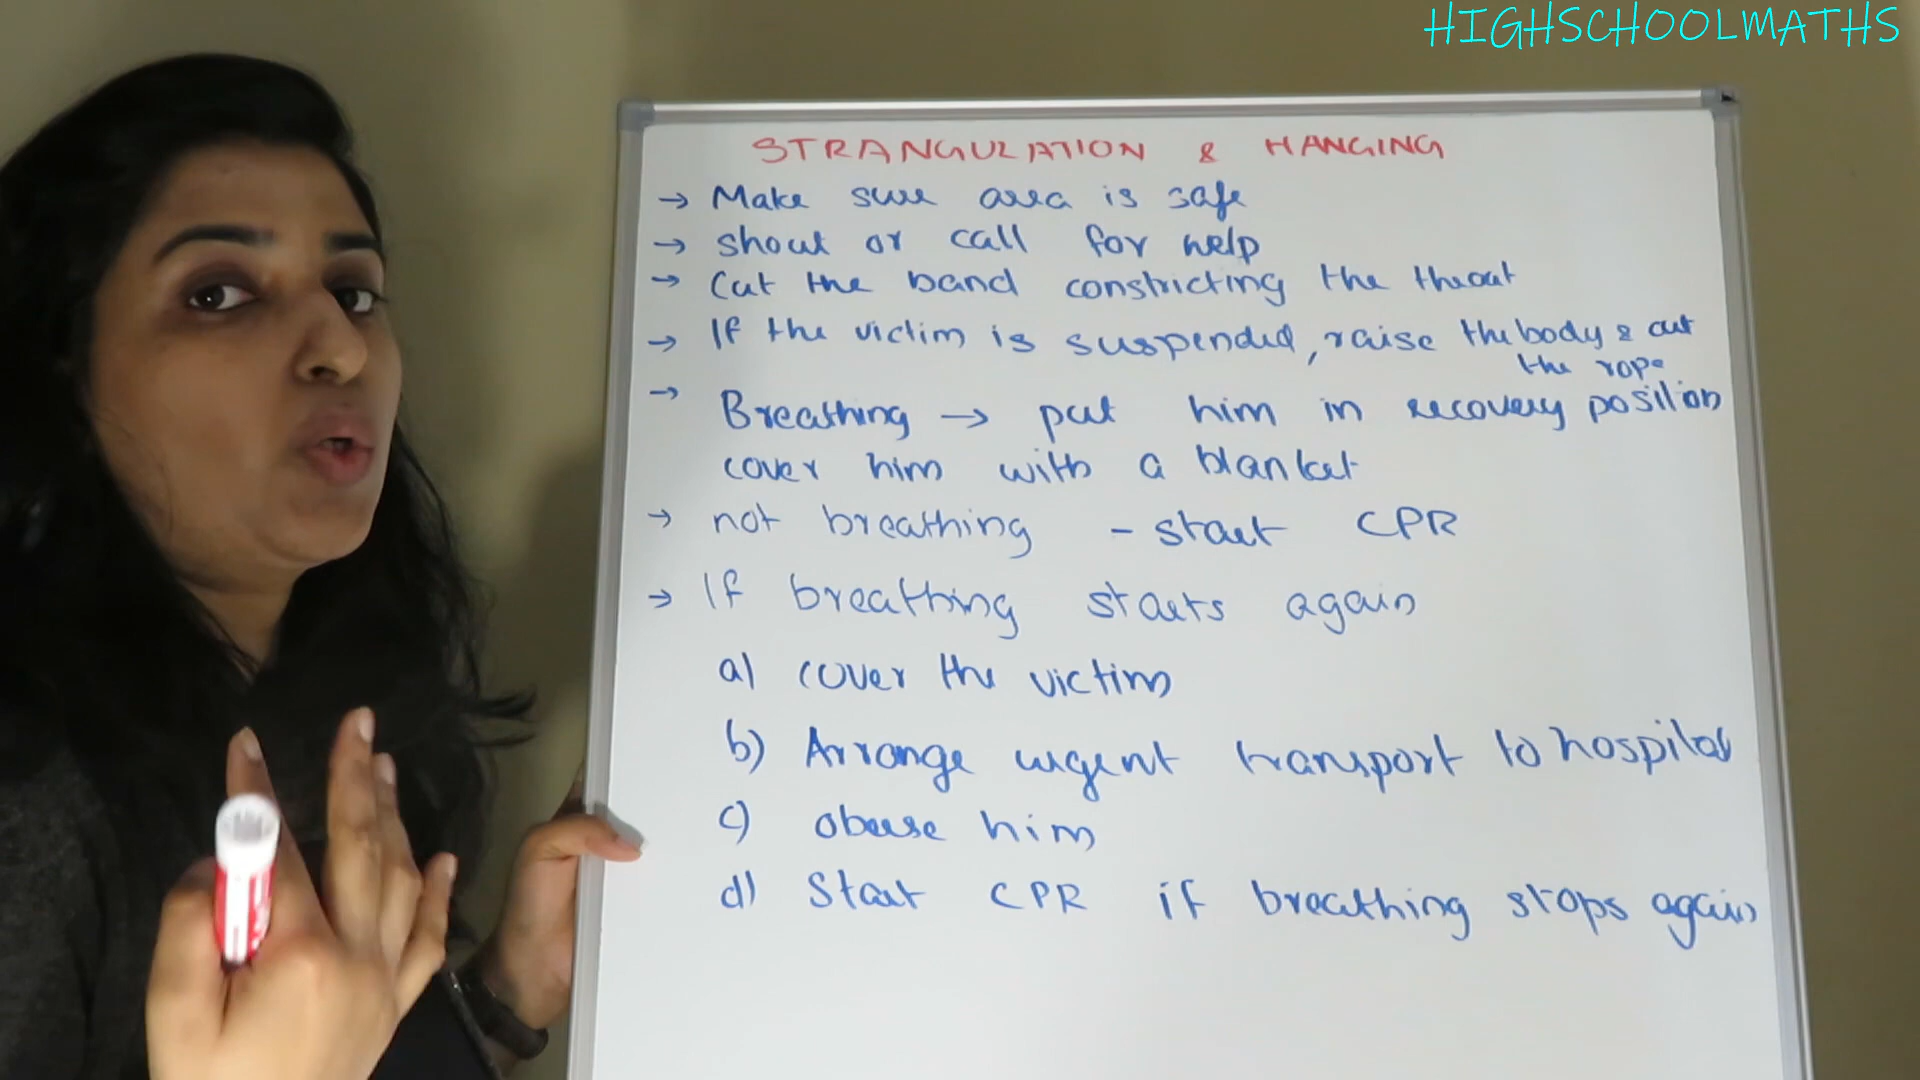 HIGHSCHOOLMATHS
STRANGULATION & HANGING
→ Make sure area is safe
→ shout or call for help
→ Cut the band constricting the throat
→ If the victim is suspended, raise the body & cut
the rope
→ Breathing → put him in recovery position
cover him with a blanket
→ not breathing - start CPR
→ If breathing starts again
a) cover the victim
b) Arrange urgent transport to hospital
c) obeuse him
d) Start CPR if breathing stops again